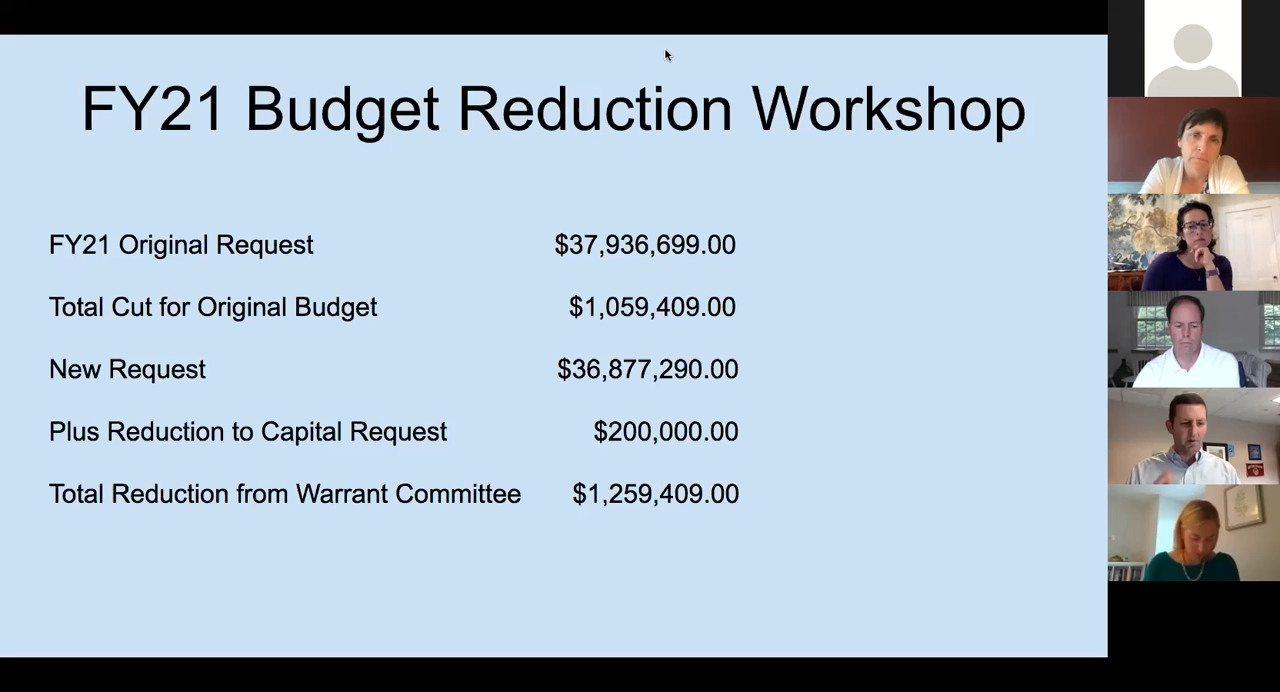 FY21 Budget Reduction Workshop
FY21 Original Request $37,936,699.00
Total Cut for Original Budget $1,059,409.00
New Request $36,877,290.00
Plus Reduction to Capital Request $200,000.00
Total Reduction from Warrant Committee $1,259,409.00